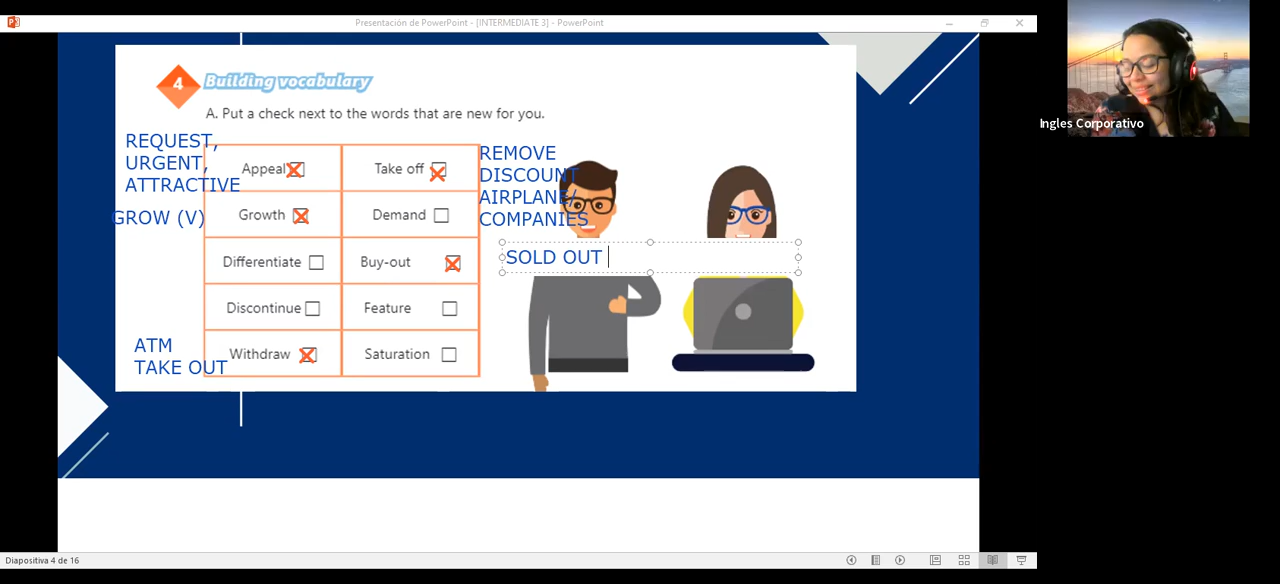 Presentación de PowerPoint - [INTERMEDIATE 3] - PowerPoint
4 Building vocabulary
A. Put a check next to the words that are new for you.
REQUEST,
URGENT,
ATTRACTIVE
GROW (V)
ATM
TAKE OUT
Appeal
Take off
Growth
Demand
Differentiate
Buy-out
Discontinue
Feature
Withdraw
Saturation
REMOVE
DISCOUNT
AIRPLANE/
COMPANIES
SOLD OUT
Ingles Corporativo
Diapositiva 4 de 16